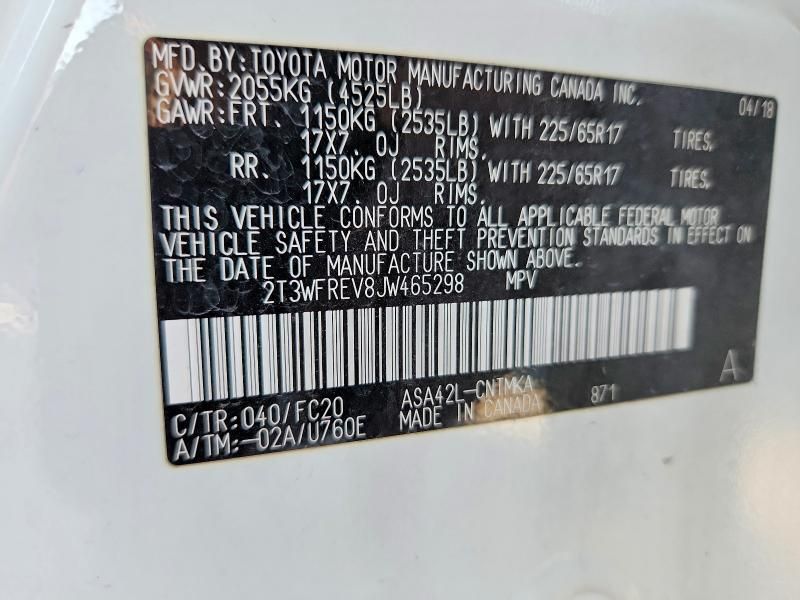 MFD.BY:TOYOTA MOTOR MANUFACTURING CANADA INC.
GVWR:2055KG (4525LB) 04/18
GAWR:FRT. 1150KG (2535LB) WITH 225/65R17 TIRES,
17X7.0J RIMS.
RR. 1150KG (2535LB) WITH 225/65R17 TIRES,
17X7.0J RIMS.
THIS VEHICLE CONFORMS TO ALL APPLICABLE FEDERAL MOTOR
VEHICLE SAFETY AND THEFT PREVENTION STANDARDS IN EFFECT ON
THE DATE OF MANUFACTURE SHOWN ABOVE.
2T3WFREV8JW465298 MPV
A
C/TR:040/FC20 ASA42L-CNTMKA 871
A/TM:-02A/U760E MADE IN CANADA